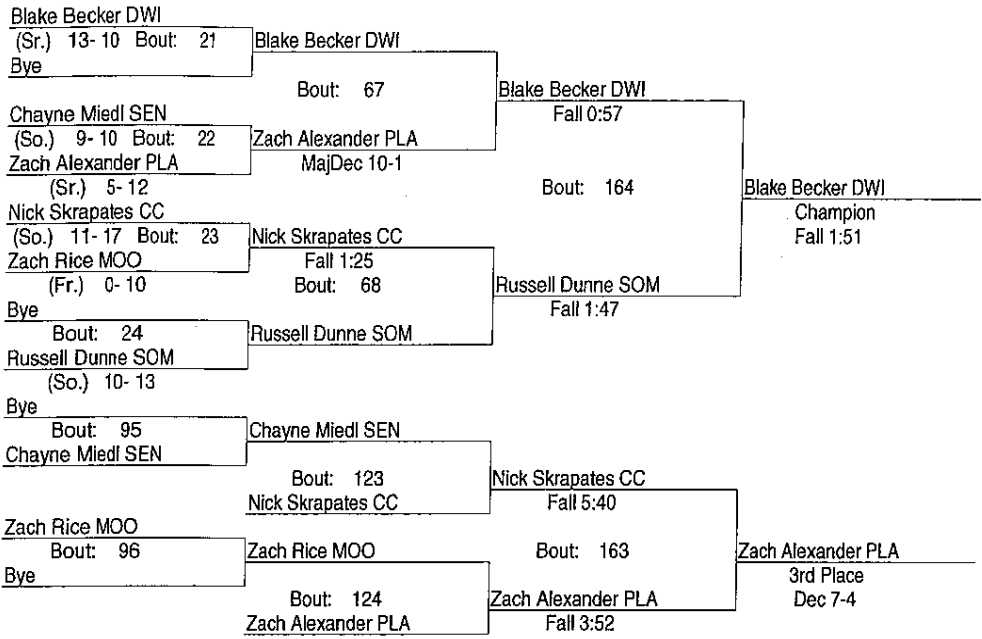 Blake Becker DWI
(Sr.) 13- 10 Bout: 21
Bye
Blake Becker DWI
Bout: 67
Chayne Miedl SEN
(So.) 9- 10 Bout: 22
Zach Alexander PLA
(Sr.) 5- 12
Zach Alexander PLA
MajDec 10-1
Blake Becker DWI
Fall 0:57
Nick Skrapates CC
(So.) 11- 17 Bout: 23
Zach Rice MOO
(Fr.) 0- 10
Nick Skrapates CC
Fall 1:25
Bout: 68
Bye
Bout: 24
Russell Dunne SOM
(So.) 10- 13
Russell Dunne SOM
Russell Dunne SOM
Fall 1:47
Bout: 164
Blake Becker DWI
Champion
Fall 1:51
Bye
Bout: 95
Chayne Miedl SEN
Chayne Miedl SEN
Bout: 123
Nick Skrapates CC
Nick Skrapates CC
Fall 5:40
Zach Rice MOO
Bout: 96
Bye
Zach Rice MOO
Bout: 124
Zach Alexander PLA
Zach Alexander PLA
Fall 3:52
Bout: 163
Zach Alexander PLA
3rd Place
Dec 7-4